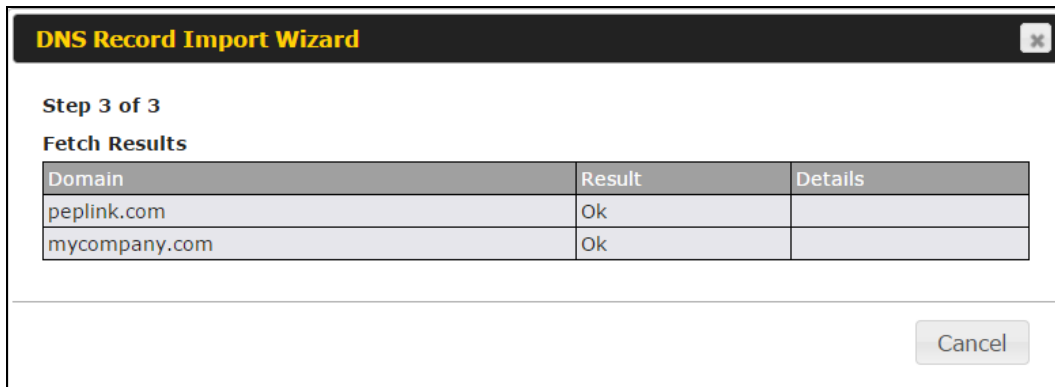 DNS Record Import Wizard
Step 3 of 3
Fetch Results
Domain Result Details
peplink.com Ok
mycompany.com Ok
Cancel